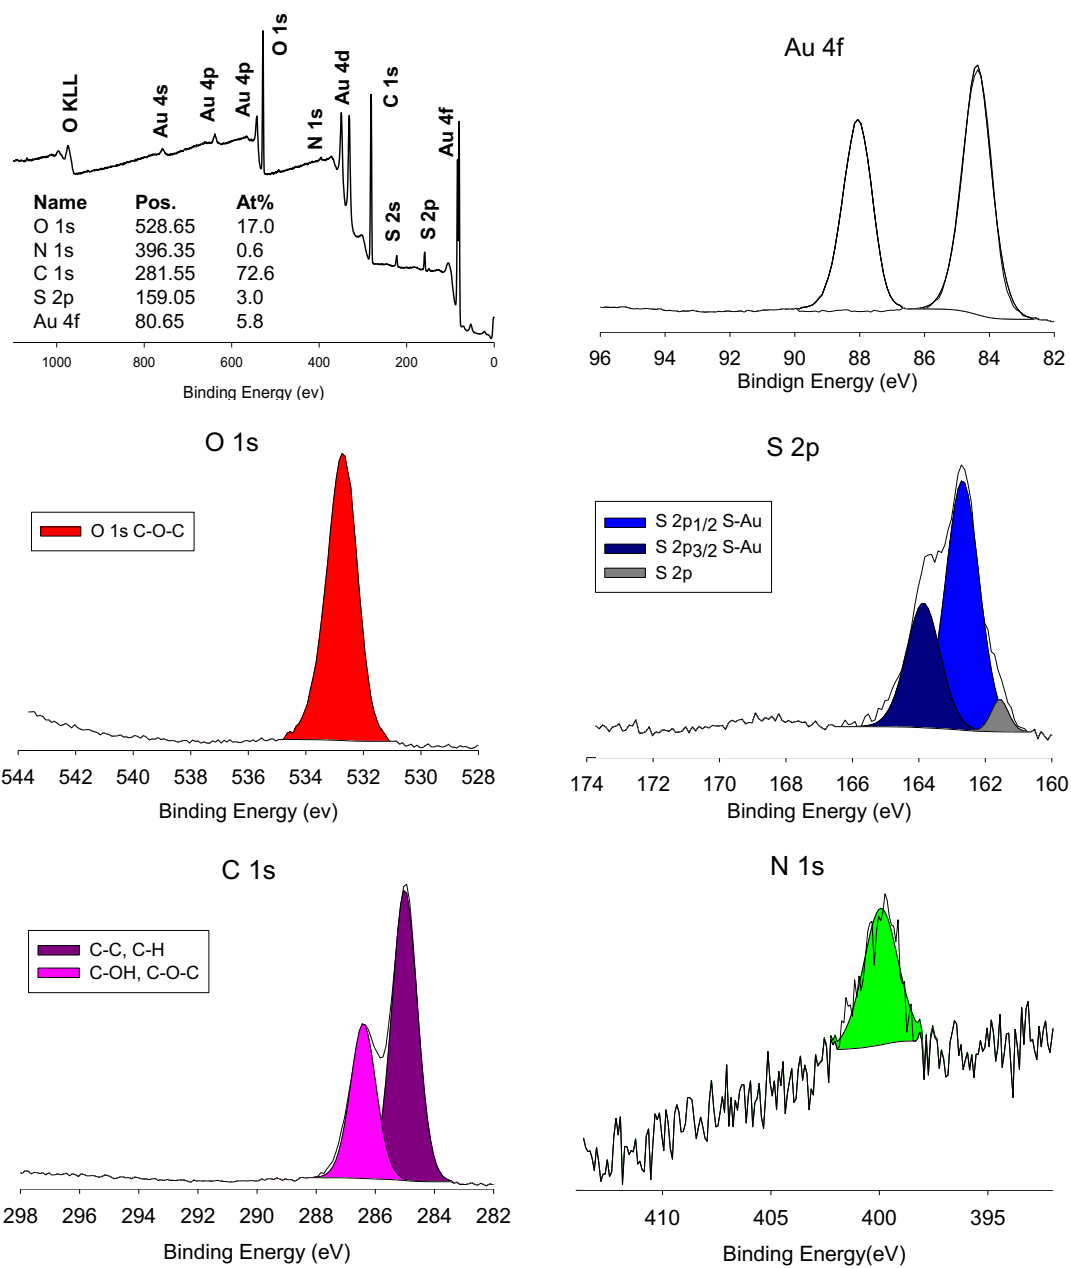 O KLL
Au 4s
Au 4p
Au 4p
O 1s
N 1s
Au 4d
C 1s
S 2s
S 2p
Au 4f
Name Pos. At%
O 1s 528.65 17.0
N 1s 396.35 0.6
C 1s 281.55 72.6
S 2p 159.05 3.0
Au 4f 80.65 5.8
1000 800 600 400 200 0
Binding Energy (ev)
Au 4f
96 94 92 90 88 86 84 82
Bindign Energy (eV)
O 1s
O 1s C-O-C
544 542 540 538 536 534 532 530 528
Binding Energy (ev)
S 2p
S 2p1/2 S-Au
S 2p3/2 S-Au
S 2p
174 172 170 168 166 164 162 160
Binding Energy (eV)
C 1s
C-C, C-H
C-OH, C-O-C
298 296 294 292 290 288 286 284 282
Binding Energy (eV)
N 1s
410 405 400 395
Binding Energy(eV)